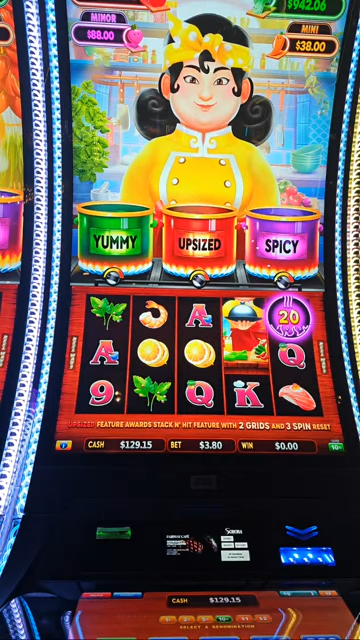 $942.06
MINOR
$88.00
MINI
$38.00
YUMMY
UPSIZED
SPICY
A
20
A
Q
9
Q
K
UPSIZED FEATURE AWARDS STACK N' HIT FEATURE WITH 2 GRIDS AND 3 SPIN RESET
CASH $129.15 BET $3.80 WIN $0.00
CASH $129.15
SELECT A DENOMINATION